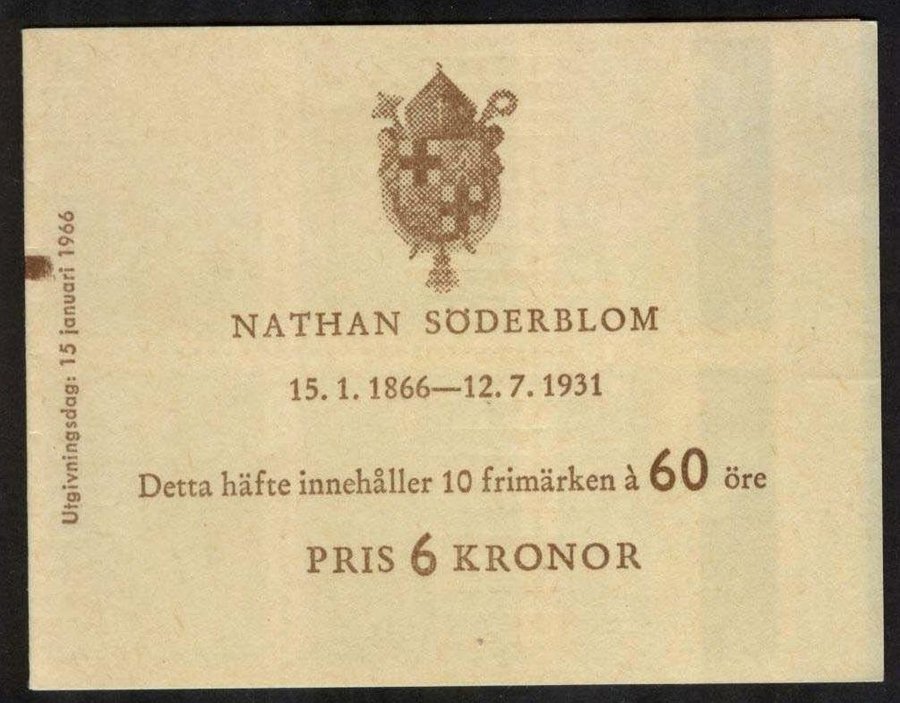 Utgivningsdag: 15 januari 1966
NATHAN SÖDERBLOM
15. 1. 1866—12. 7. 1931
Detta häfte innehåller 10 frimärken à 60 öre
PRIS 6 KRONOR